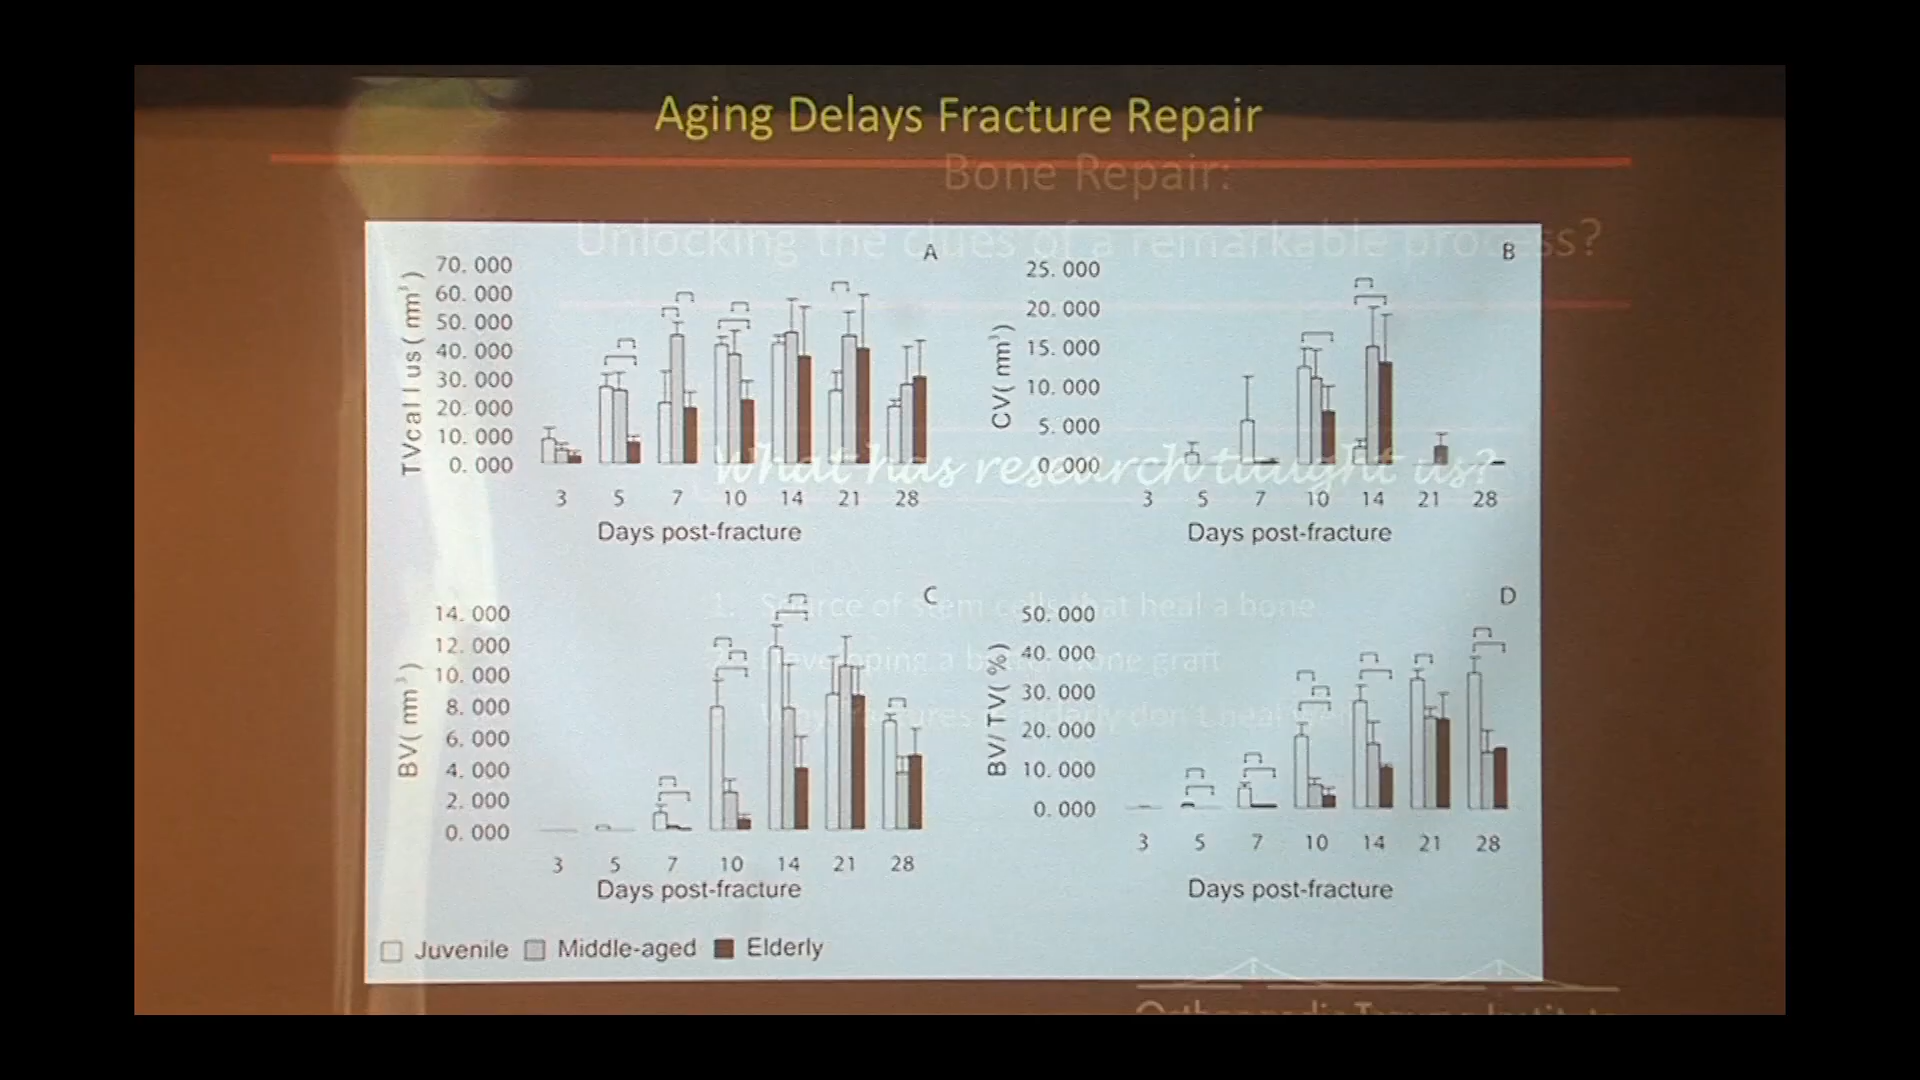 Aging Delays Fracture Repair
Bone Repair:
Unlocking the clues of a remarkable process?
A
TVcallus(mm³)
70.000
60.000
50.000
40.000
30.000
20.000
10.000
0.000
3 5 7 10 14 21 28
Days post-fracture
B
CV(mm³)
25.000
20.000
15.000
10.000
5.000
0.000
3 5 7 10 14 21 28
Days post-fracture
What has research taught us?
C
BV(mm³)
14.000
12.000
10.000
8.000
6.000
4.000
2.000
0.000
3 5 7 10 14 21 28
Days post-fracture
D
BV/TV(%)
50.000
40.000
30.000
20.000
10.000
0.000
3 5 7 10 14 21 28
Days post-fracture
1. Source of stem cells that heal a bone
Developing a better bone graft
don't heal
Juvenile Middle-aged Elderly
Orthopaedic Trauma Institute